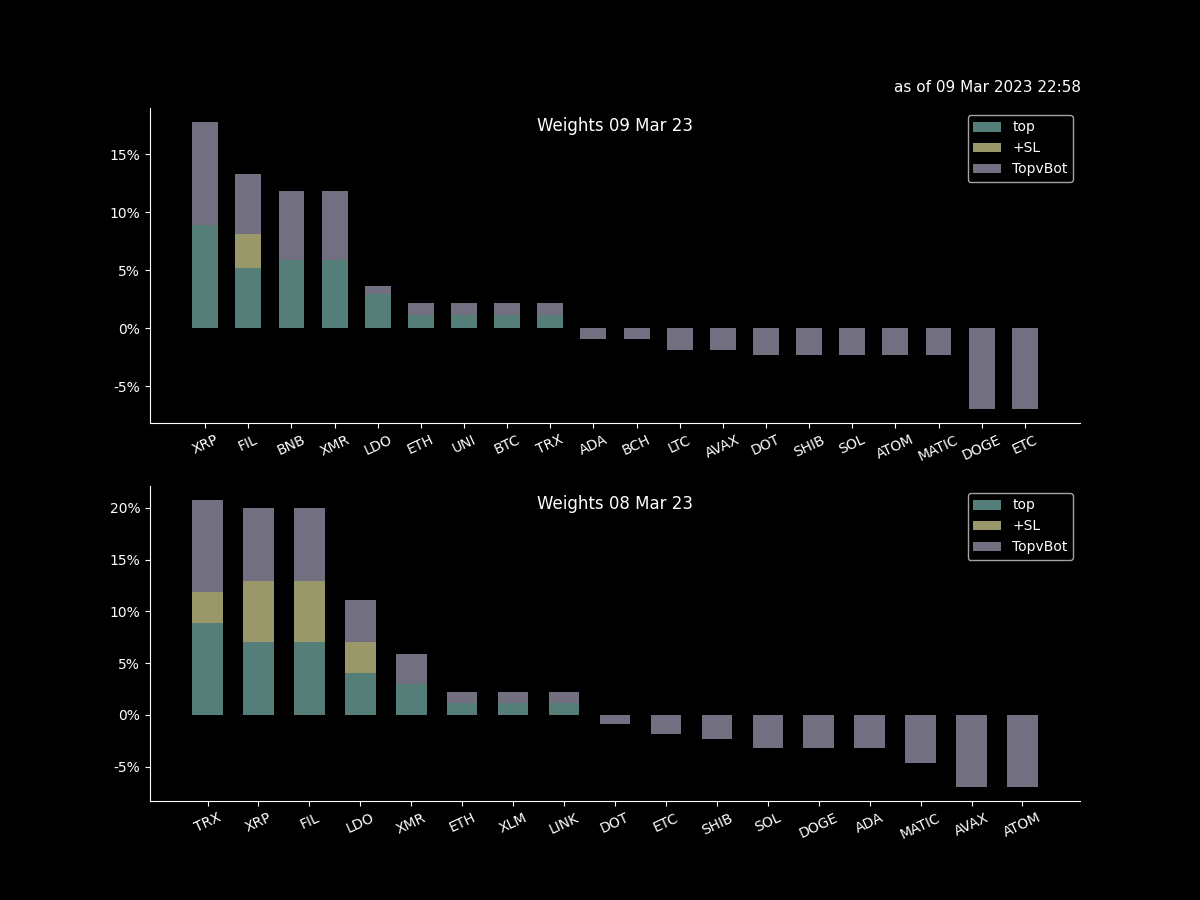 as of 09 Mar 2023 22:58
Weights 09 Mar 23
top
+SL
TopvBot
15%
10%
5%
0%
-5%
XRP FIL BNB XMR LDO ETH UNI BTC TRX ADA BCH LTC AVAX DOT SHIB SOL ATOM MATIC DOGE ETC
Weights 08 Mar 23
top
+SL
TopvBot
20%
15%
10%
5%
0%
-5%
TRX XRP FIL LDO XMR ETH XLM LINK DOT ETC SHIB SOL DOGE ADA MATIC AVAX ATOM